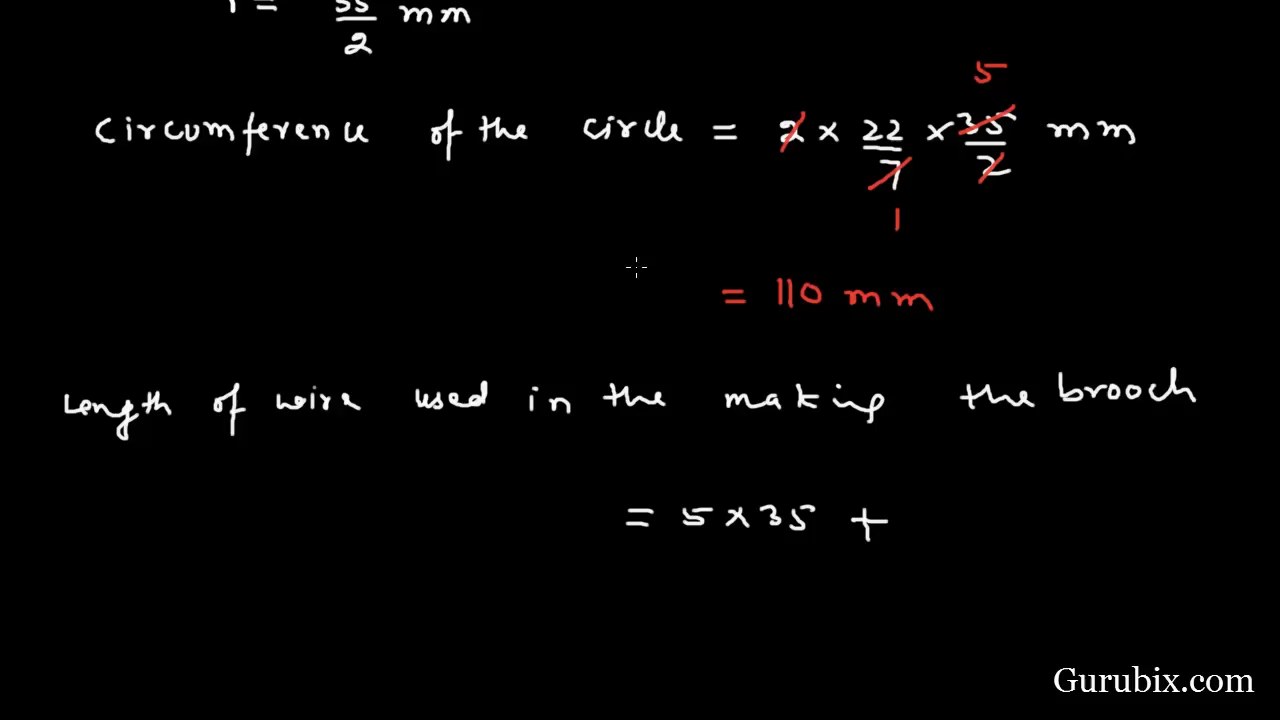 r = 35/2 mm
5
circumference of the circle = 2 × 22/7 × 35/2 mm
1
= 110 mm
Length of wire used in the making the brooch
= 5 × 35 +
Gurubix.com